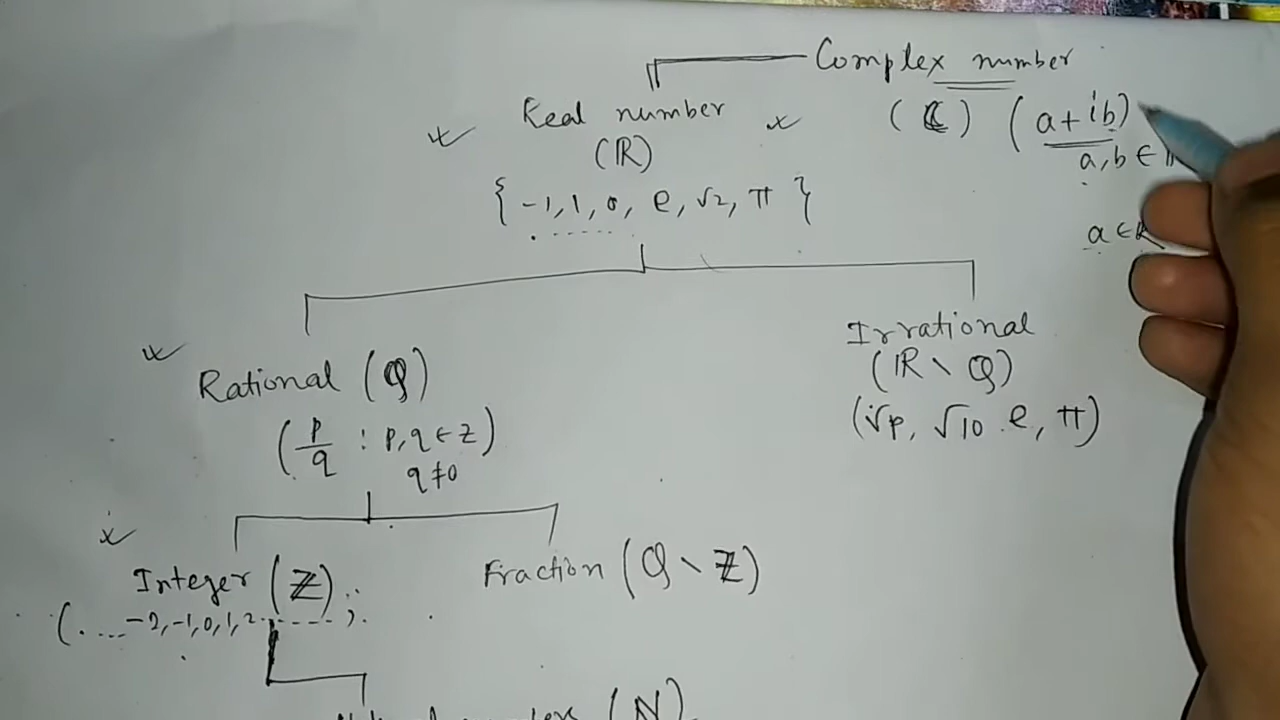 Complex number
Real number
(ℂ) (a+ib)
(ℝ)
a,b ∈
{-1, 1, 0, e, √2, π}
a ∈ R
Irrational
(ℝ \ ℚ)
Rational (ℚ)
(√p, √10 e, π)
(p/q : p,q ∈ z)
q≠0
Integer (ℤ)
Fraction (ℚ \ ℤ)
(....-2,-1,0,1,2.....)
(ℕ)